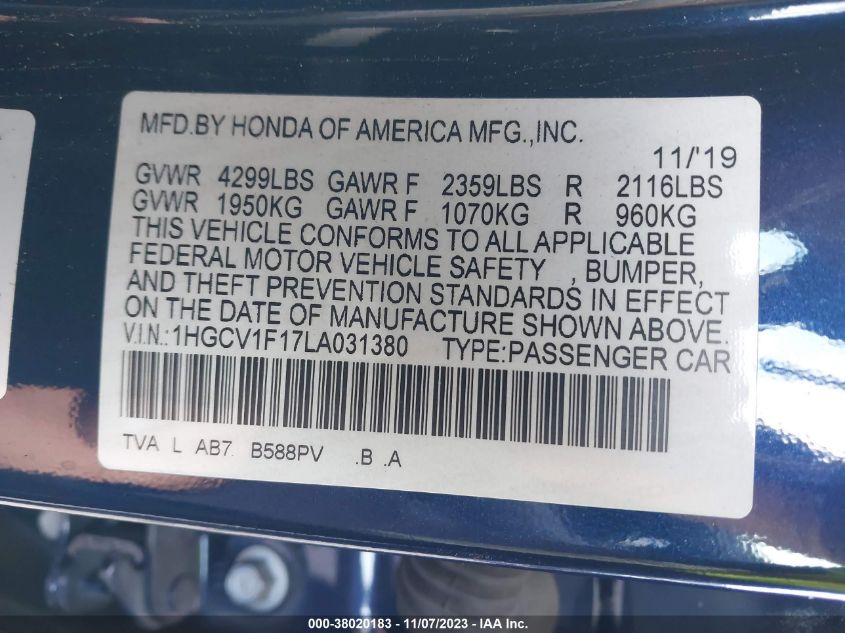 MFD.BY HONDA OF AMERICA MFG.,INC.
11/'19
GVWR 4299LBS GAWR F 2359LBS R 2116LBS
GVWR 1950KG GAWR F 1070KG R 960KG
THIS VEHICLE CONFORMS TO ALL APPLICABLE
FEDERAL MOTOR VEHICLE SAFETY , BUMPER,
AND THEFT PREVENTION STANDARDS IN EFFECT
ON THE DATE OF MANUFACTURE SHOWN ABOVE.
V.I.N.:1HGCV1F17LA031380 TYPE:PASSENGER CAR
TVA L AB7 B588PV .B .A
000-38020183 - 11/07/2023 - IAA Inc.